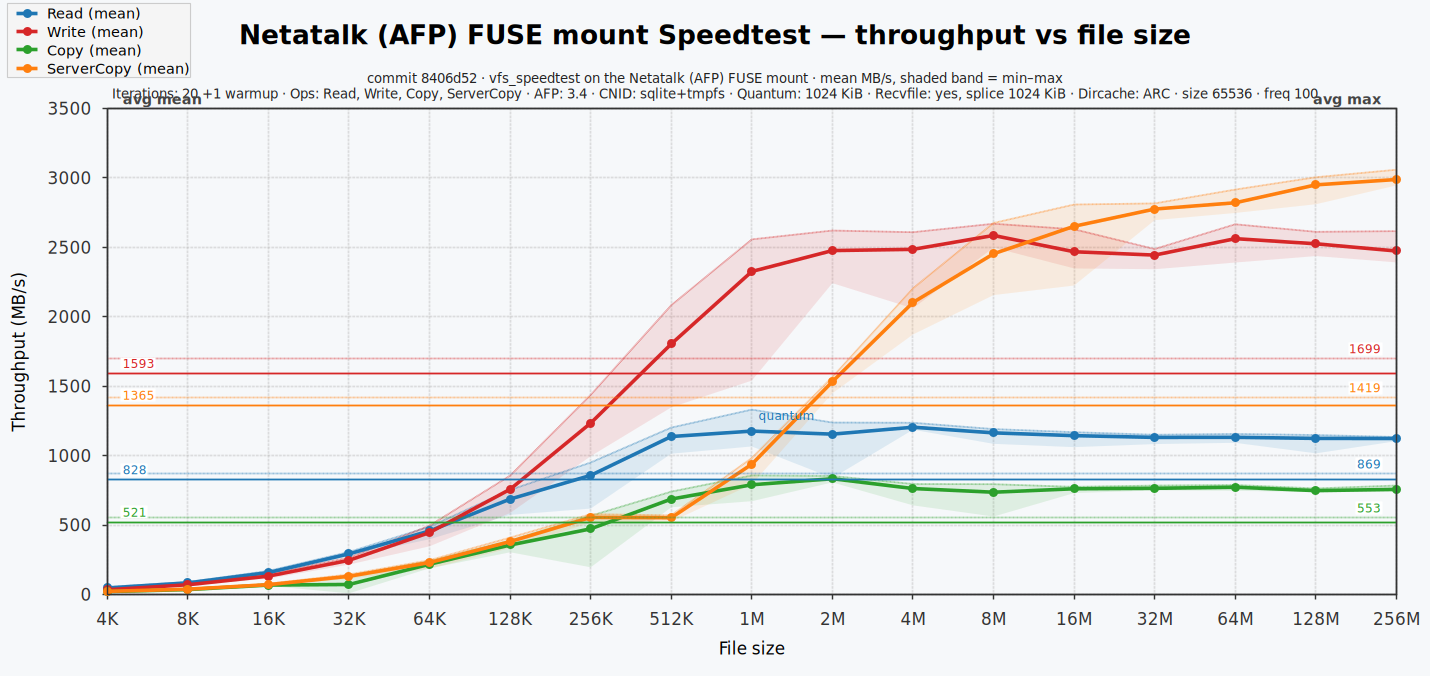 Read (mean)
Write (mean)
Copy (mean)
ServerCopy (mean)
Netatalk (AFP) FUSE mount Speedtest — throughput vs file size
commit 8406d52 · vfs_speedtest on the Netatalk (AFP) FUSE mount · mean MB/s, shaded band = min–max
Iterations: 20 +1 warmup · Ops: Read, Write, Copy, ServerCopy · AFP: 3.4 · CNID: sqlite+tmpfs · Quantum: 1024 KiB · Recvfile: yes, splice 1024 KiB · Dircache: ARC · size 65536 · freq 100
avg mean
avg max
3500
3000
2500
2000
1500
1000
500
0
Throughput (MB/s)
1593
1699
1365
1419
quantum
828
869
521
553
4K 8K 16K 32K 64K 128K 256K 512K 1M 2M 4M 8M 16M 32M 64M 128M 256M
File size